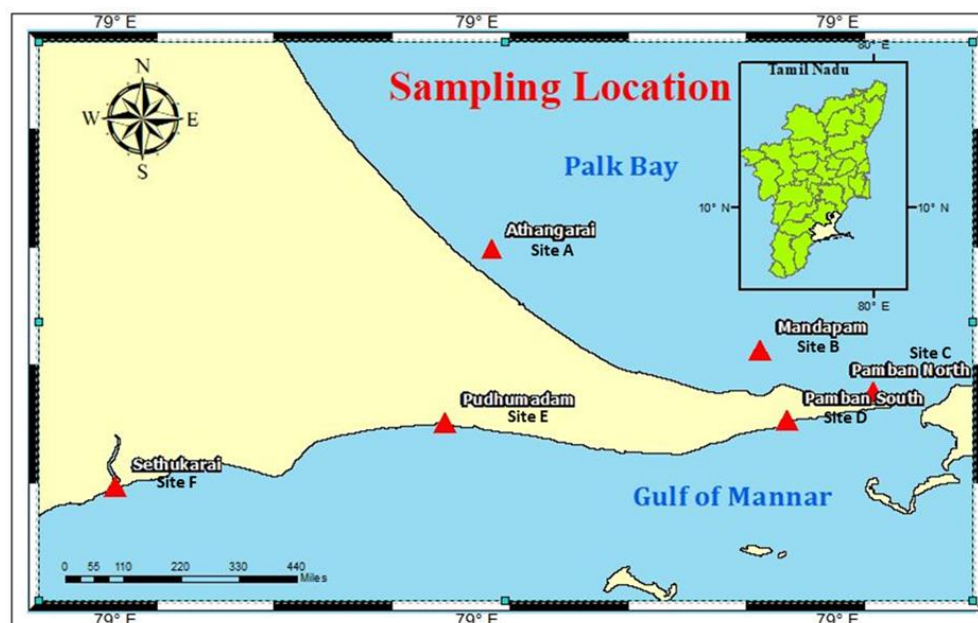 79° E
79° E
80° E
Tamil Nadu
Sampling Location
N
W
E
S
Palk Bay
10° N
10° N
Athangarai
Site A
80° E
Mandapam
Site B
Site C
Pamban North
Pudhumadam
Site E
Pamban South
Site D
Sethukarai
Site F
Gulf of Mannar
0 55 110 220 330 440
Miles
79° E
79° E
79° E